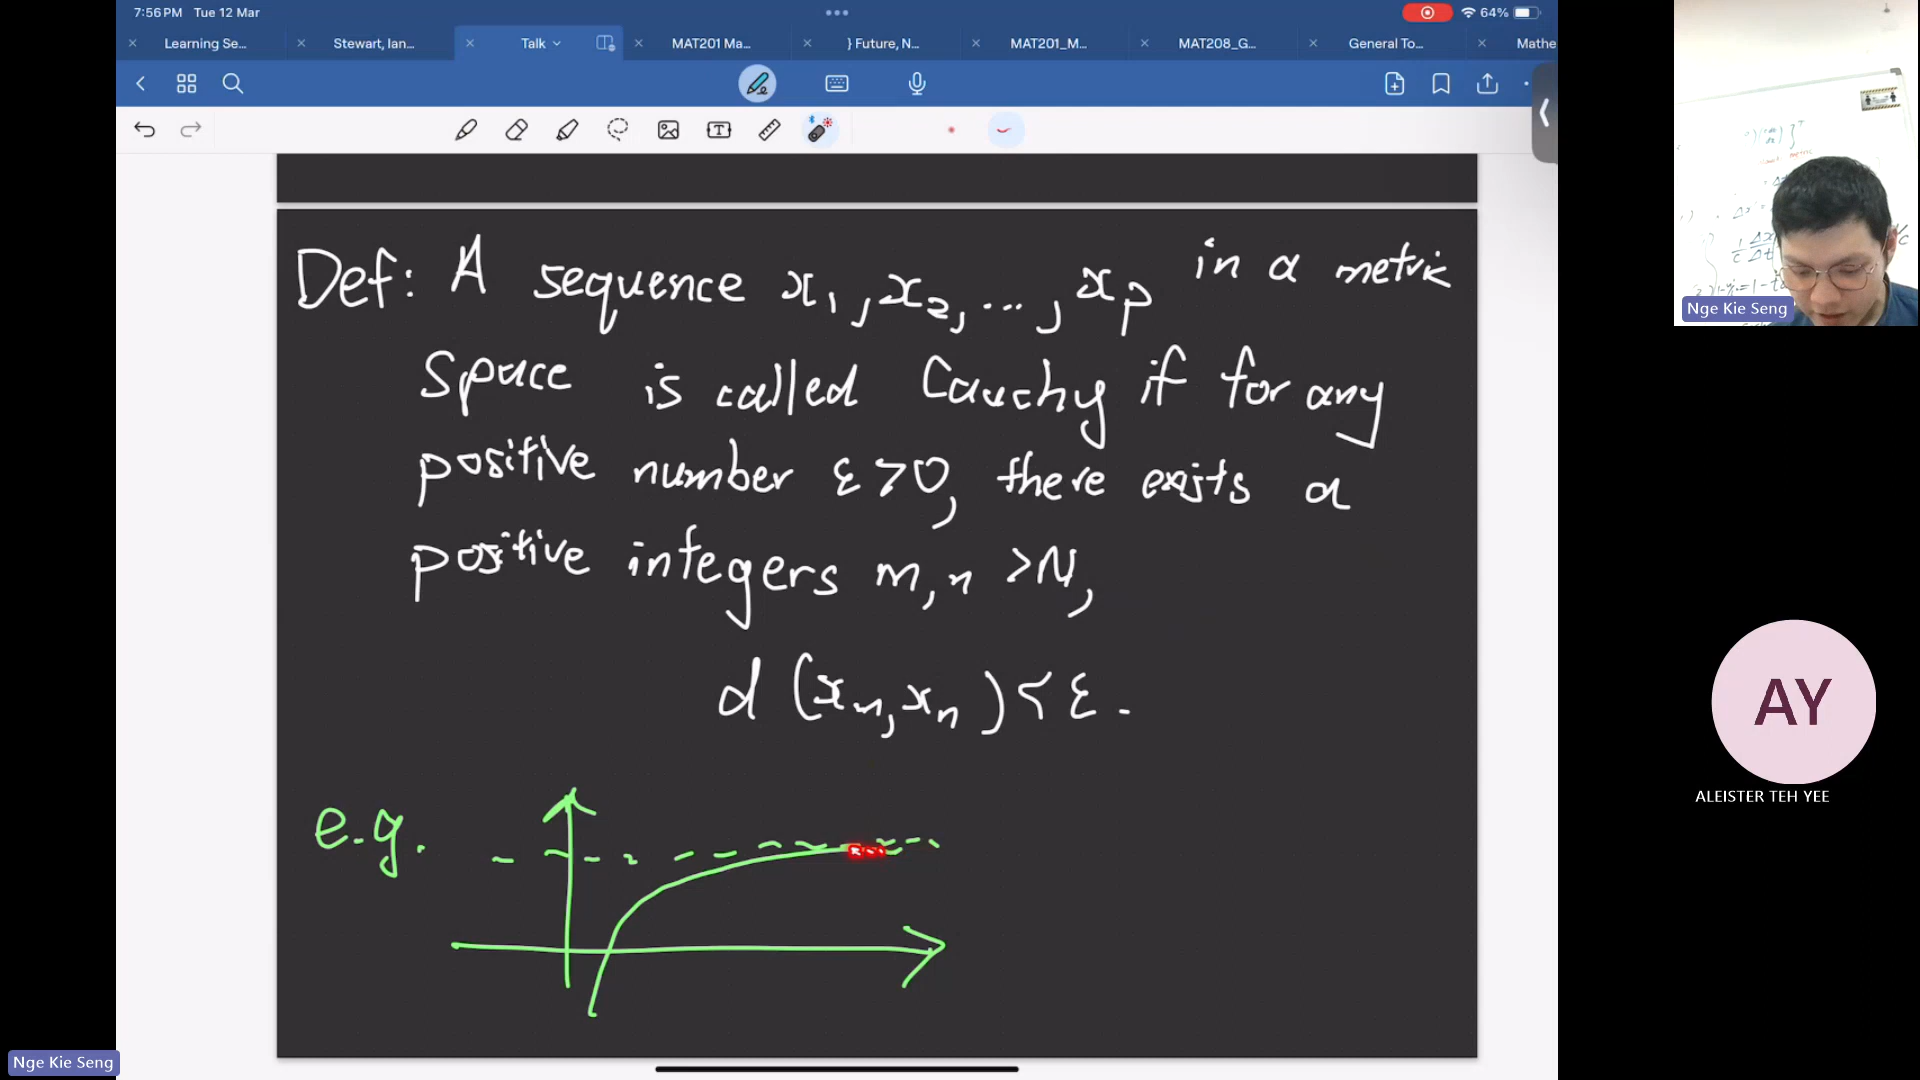 7:56 PM Tue 12 Mar
64%
Learning Se...
Stewart, Ian,...
Talk
MAT201 Ma...
} Future, N...
MAT201_M...
MAT208_G...
General To...
Mathe
Def: A sequence x₁, x₂, ..., xₚ in a metric
space is called Cauchy if for any
positive number ε > 0, there exists a
positive integers m, n > N,
d (xₘ, xₙ) < ε.
e.g.
Nge Kie Seng
AY
ALEISTER TEH YEE
Nge Kie Seng